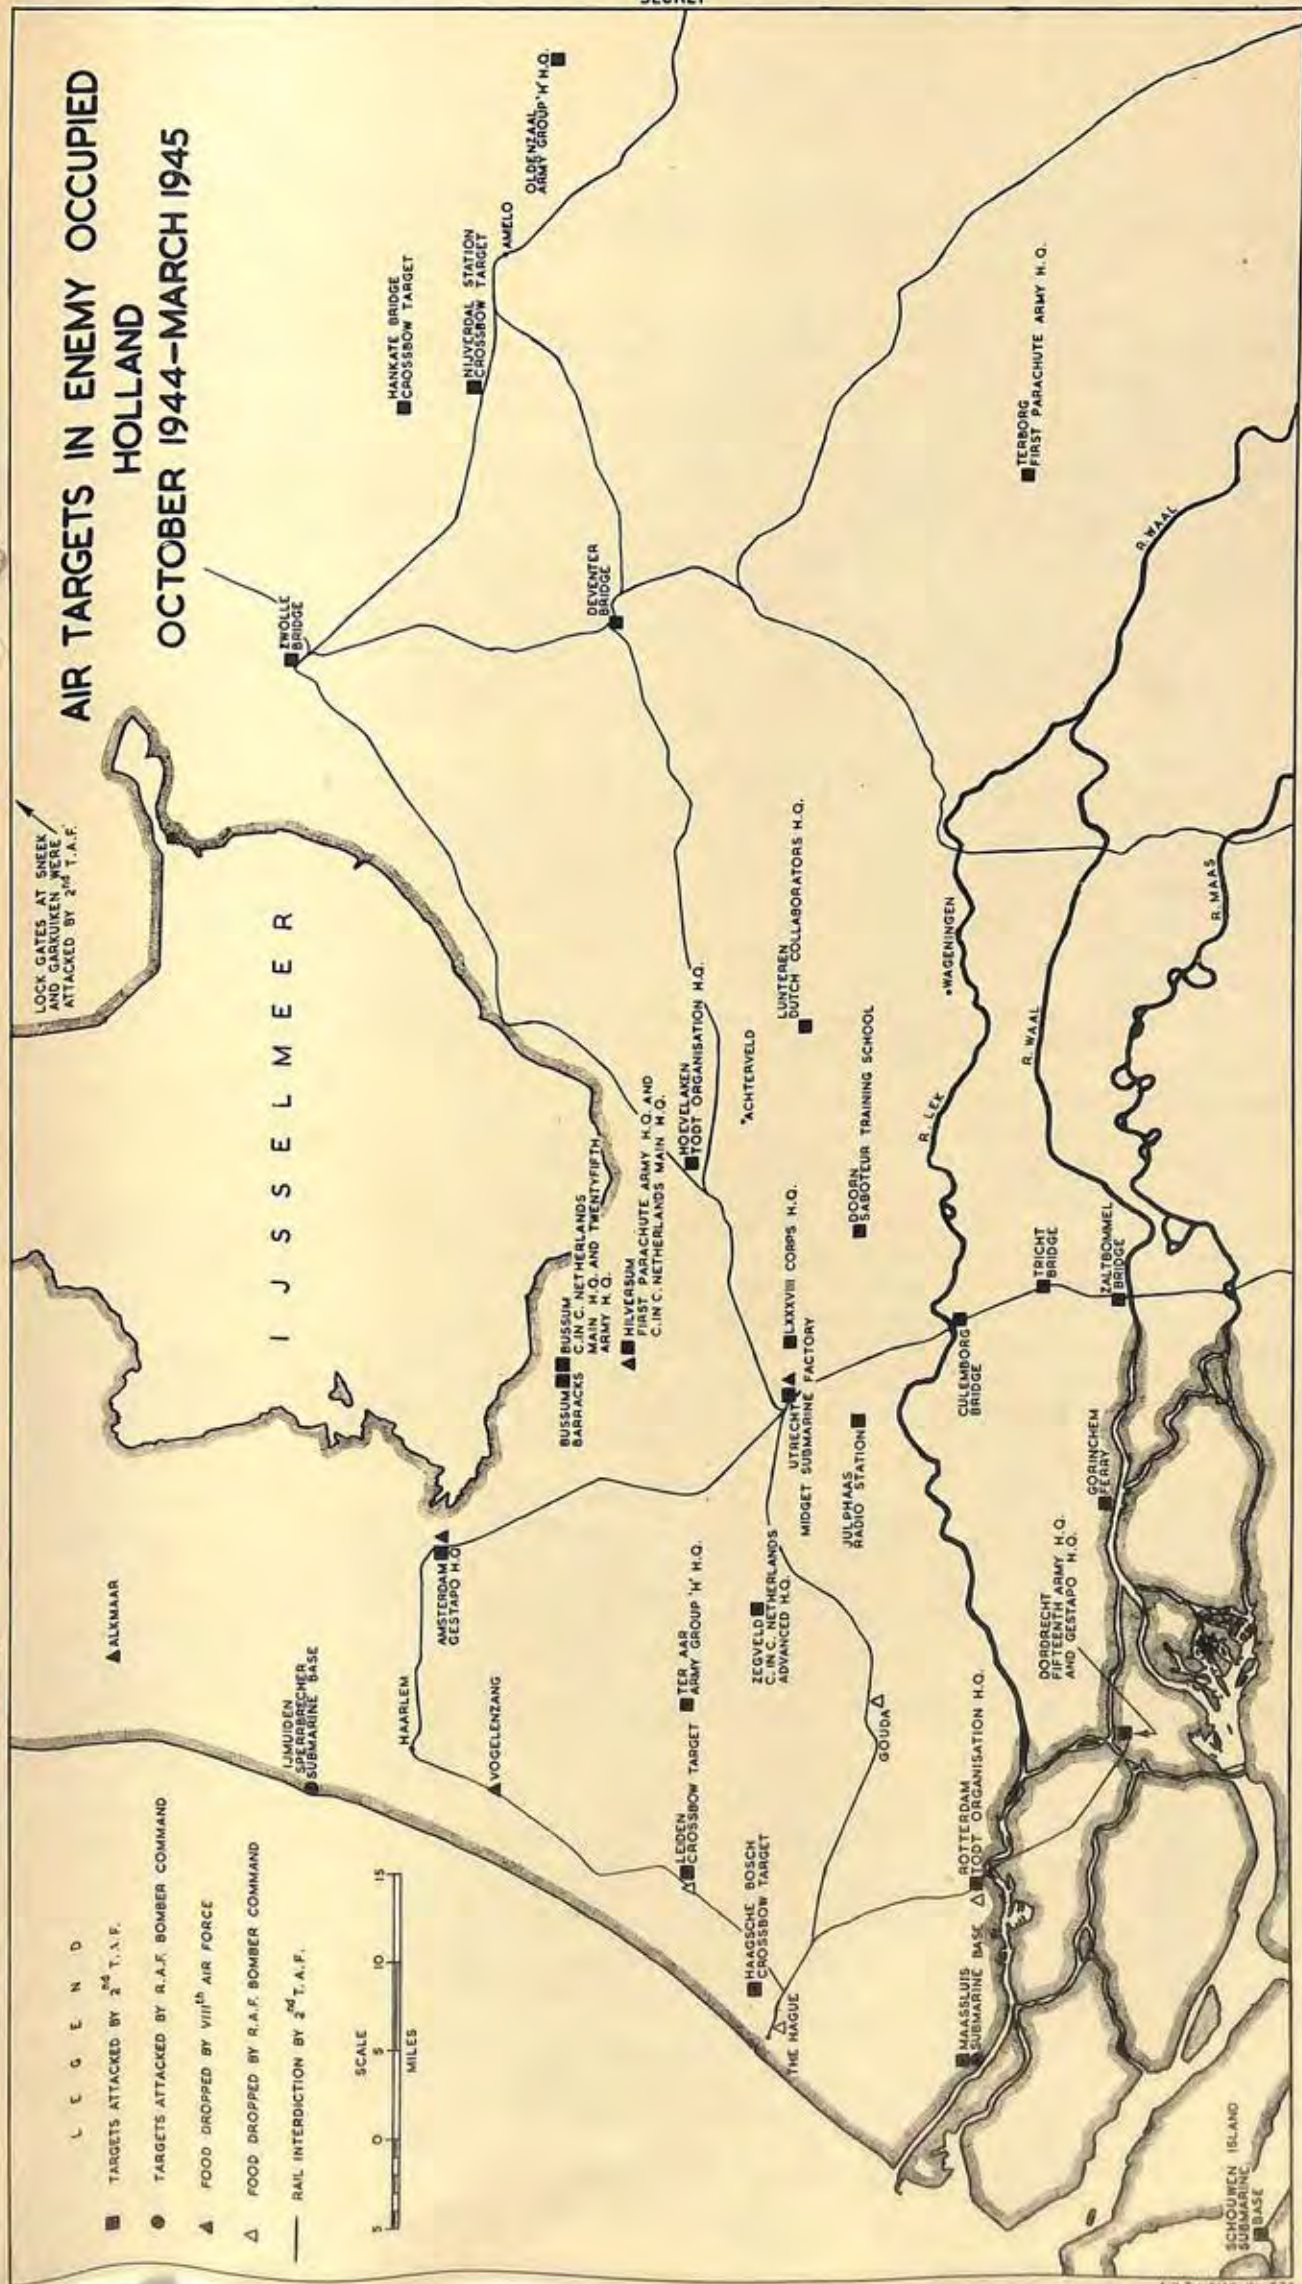 AIR TARGETS IN ENEMY OCCUPIED
HOLLAND
OCTOBER 1944–MARCH 1945
LEGEND
TARGETS ATTACKED BY 2nd T.A.F.
TARGETS ATTACKED BY R.A.F. BOMBER COMMAND
FOOD DROPPED BY VIIIth AIR FORCE
FOOD DROPPED BY R.A.F. BOMBER COMMAND
RAIL INTERDICTION BY 2nd T.A.F.
SCALE
5 0 5 10 15
MILES
LOCK GATES AT SNEEK
AND GARKUIKEN WERE
ATTACKED BY 2nd T.A.F.
IJSSELMEER
ALKMAAR
IJMUIDEN
SPERRBRECHER
SUBMARINE BASE
HAARLEM
AMSTERDAM
GESTAPO H.Q.
VOGELENZANG
ZWOLLE
BRIDGE
HANKATE BRIDGE
CROSSBOW TARGET
NIJVERDAL STATION
CROSSBOW TARGET
AMELO
OLDENZAAL
ARMY GROUP 'H' H.Q.
DEVENTER
BRIDGE
BUSSUM
BARRACKS
BUSSUM
C. IN C. NETHERLANDS
MAIN H.Q. AND TWENTYFIFTH
ARMY H.Q.
HILVERSUM
FIRST PARACHUTE ARMY H.Q. AND
C. IN C. NETHERLANDS MAIN H.Q.
HOEVELAKEN
TODT ORGANISATION H.Q.
ACHTERVELD
LUNTEREN
DUTCH COLLABORATORS H.Q.
DOORN
SABOTEUR TRAINING SCHOOL
LXXXVIII CORPS H.Q.
UTRECHT
MIDGET SUBMARINE FACTORY
JULPHAAS
RADIO STATION
LEIDEN
CROSSBOW TARGET
TER AAR
ARMY GROUP 'H' H.Q.
ZEGVELD
C. IN C. NETHERLANDS
ADVANCED H.Q.
HAAGSCHE BOSCH
CROSSBOW TARGET
THE HAGUE
GOUDA
ROTTERDAM
TODT ORGANISATION H.Q.
MAASSLUIS
SUBMARINE BASE
DORDRECHT
FIFTEENTH ARMY H.Q.
AND GESTAPO H.Q.
GORINCHEM
FERRY
CULEMBORG
BRIDGE
TRICHT
BRIDGE
ZALTBOMMEL
BRIDGE
R. LEK
WAGENINGEN
R. WAAL
R. MAAS
R. WAAL
TERBORG
FIRST PARACHUTE ARMY H.Q.
SCHOUWEN ISLAND
SUBMARINE
BASE